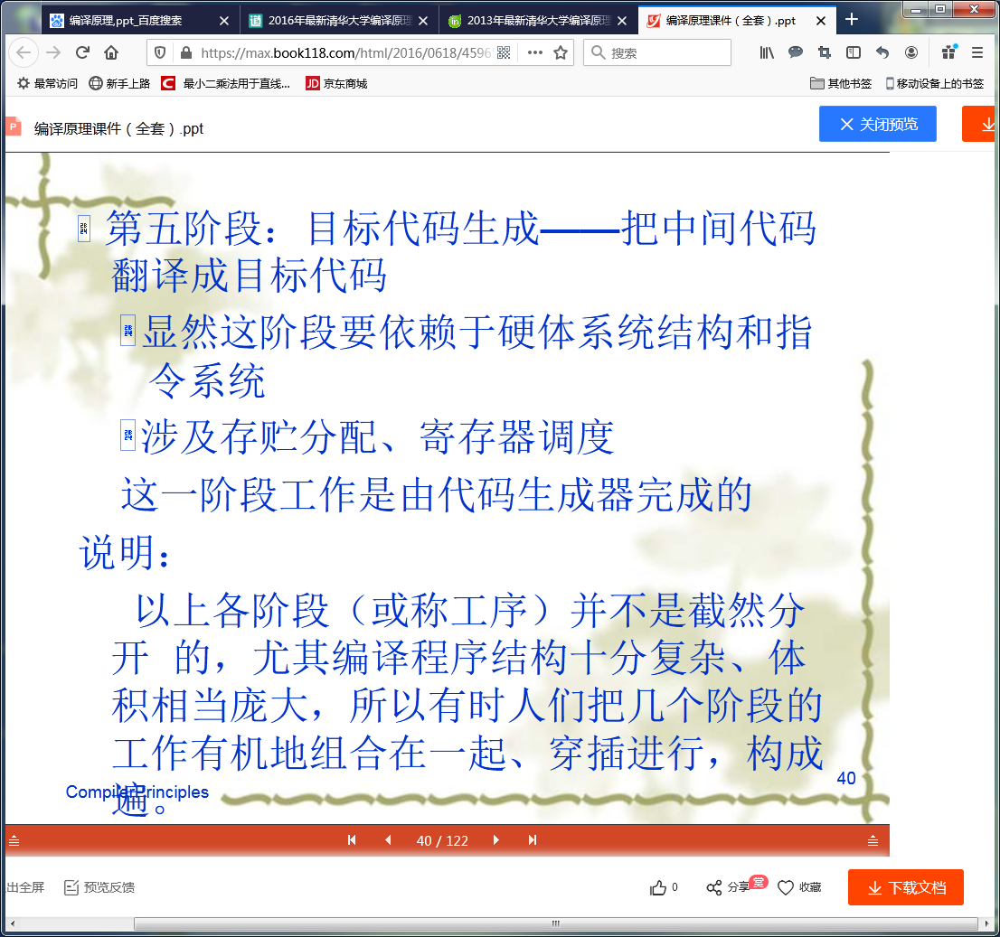 编译原理,ppt_百度搜索
2016年最新清华大学编译原理
2013年最新清华大学编译原理
编译原理课件（全套）.ppt
https://max.book118.com/html/2016/0618/4596
搜索
最常访问
新手上路
最小二乘法用于直线...
JD 京东商城
其他书签
移动设备上的书签
编译原理课件（全套）.ppt
关闭预览
第五阶段：目标代码生成——把中间代码
翻译成目标代码
显然这阶段要依赖于硬体系统结构和指
令系统
涉及存贮分配、寄存器调度
这一阶段工作是由代码生成器完成的
说明：
以上各阶段（或称工序）并不是截然分
开 的，尤其编译程序结构十分复杂、体
积相当庞大，所以有时人们把几个阶段的
工作有机地组合在一起、穿插进行，构成
遍。
Compiler Principles
40
40 / 122
出全屏
预览反馈
0
分享
赏
收藏
下载文档